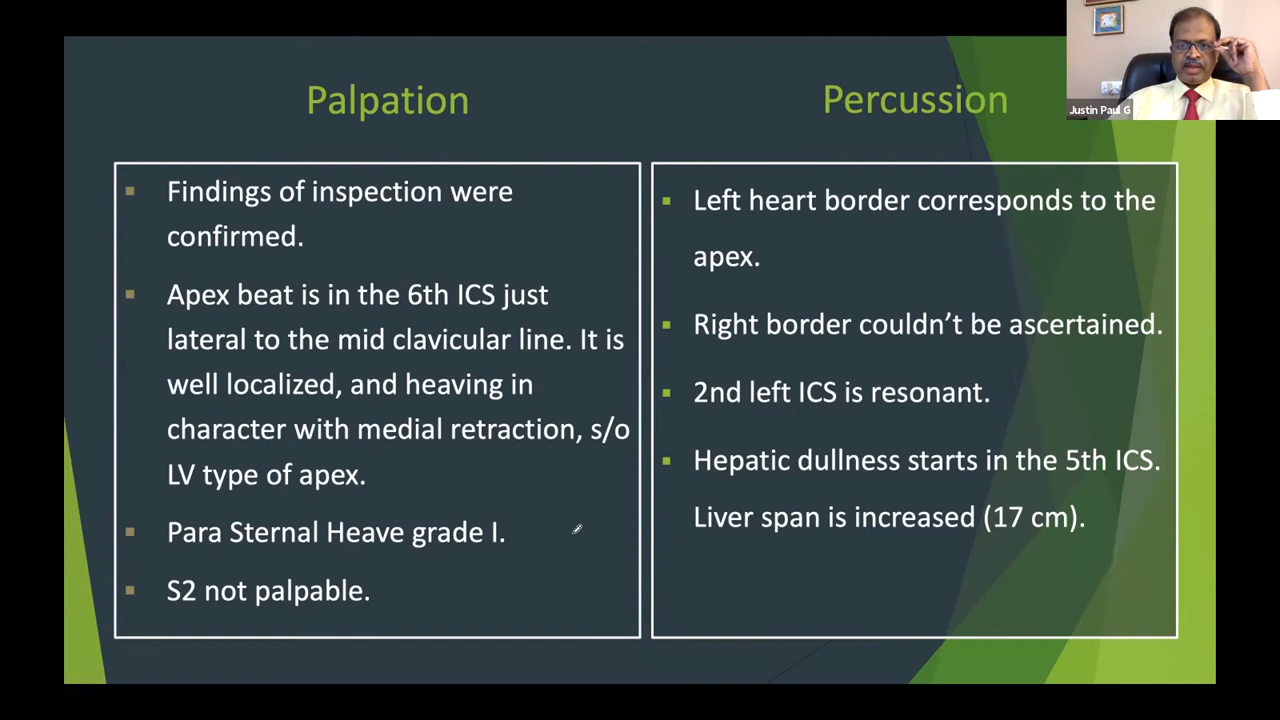 Palpation
Findings of inspection were
confirmed.
Apex beat is in the 6th ICS just
lateral to the mid clavicular line. It is
well localized, and heaving in
character with medial retraction, s/o
LV type of apex.
Para Sternal Heave grade I.
S2 not palpable.
Percussion
Left heart border corresponds to the
apex.
Right border couldn’t be ascertained.
2nd left ICS is resonant.
Hepatic dullness starts in the 5th ICS.
Liver span is increased (17 cm).
Justin Paul G